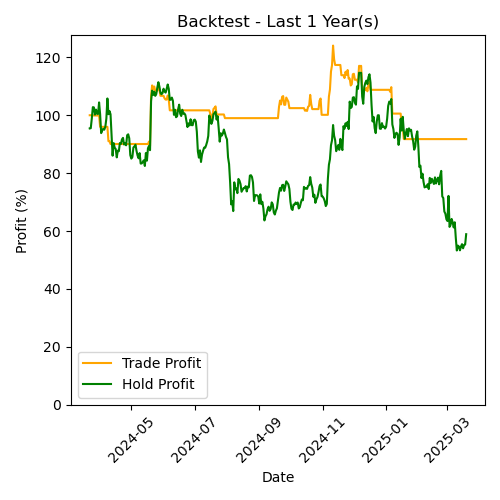 Backtest - Last 1 Year(s)
Profit (%)
120
100
80
60
40
20
0
Trade Profit
Hold Profit
2024-05
2024-07
2024-09
2024-11
2025-01
2025-03
Date